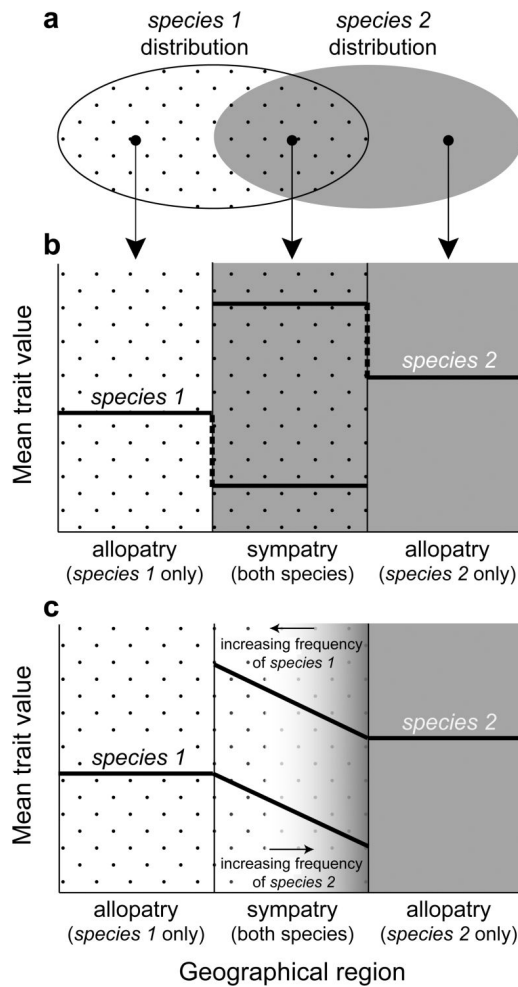 a
species 1
distribution
species 2
distribution
b
Mean trait value
species 1
species 2
allopatry
(species 1 only)
sympatry
(both species)
allopatry
(species 2 only)
c
Mean trait value
increasing frequency
of species 1
species 1
species 2
increasing frequency
of species 2
allopatry
(species 1 only)
sympatry
(both species)
allopatry
(species 2 only)
Geographical region